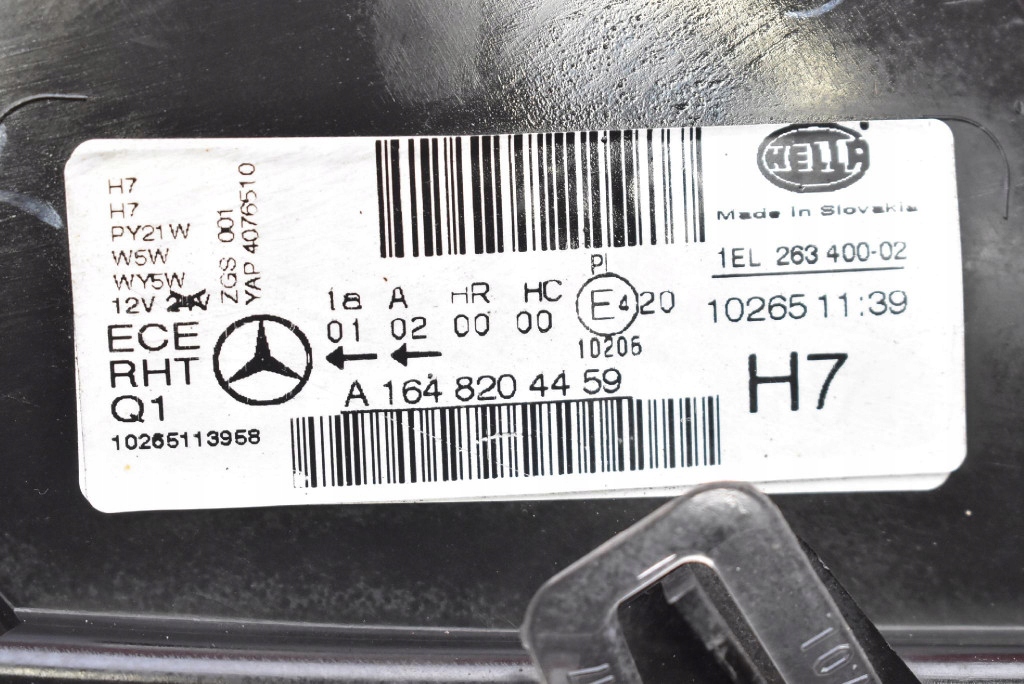 H7
H7
PY21W
W5W
WY5W
12V
ECE
RHT
Q1
10265113958
ZGS 001
YAP 4076510
1a A HR HC
01 02 00 00
PI
E4 20
10206
A 164 820 44 59
HELLA
Made in Slovakia
1EL 263 400-02
10265 11:39
H7